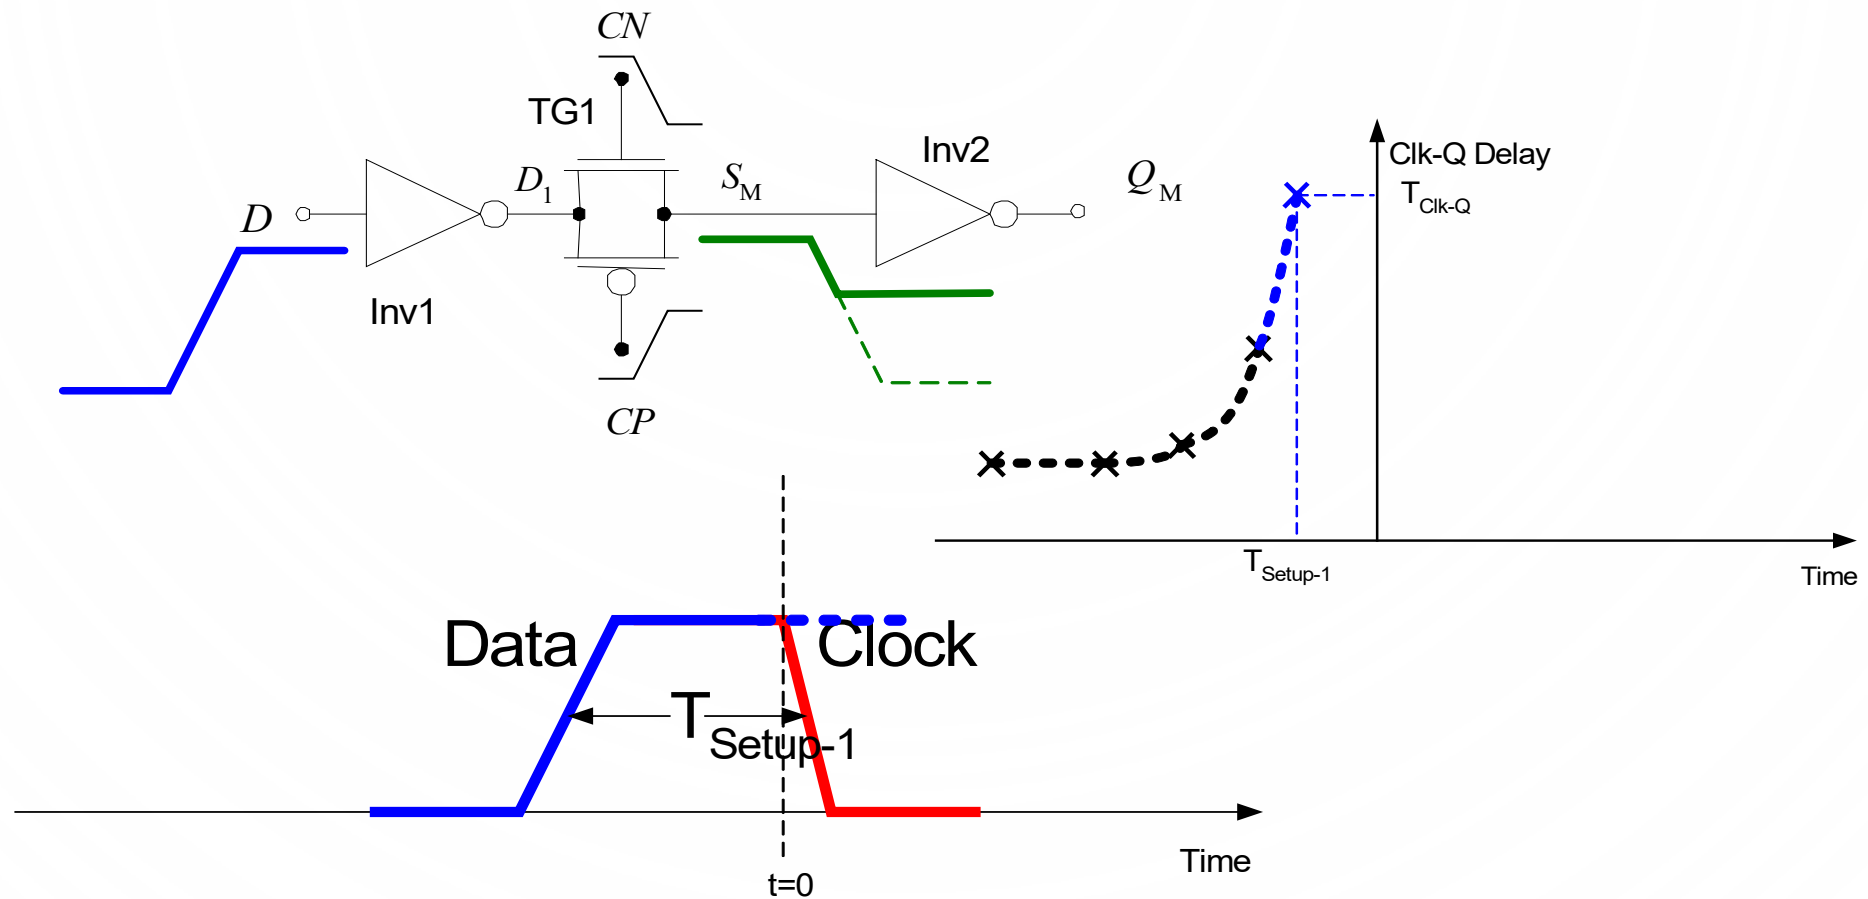 CN
TG1
Inv2
D1
SM
QM
D
Inv1
CP
Clk-Q Delay
TClk-Q
TSetup-1
Time
Data
Clock
TSetup-1
Time
t=0